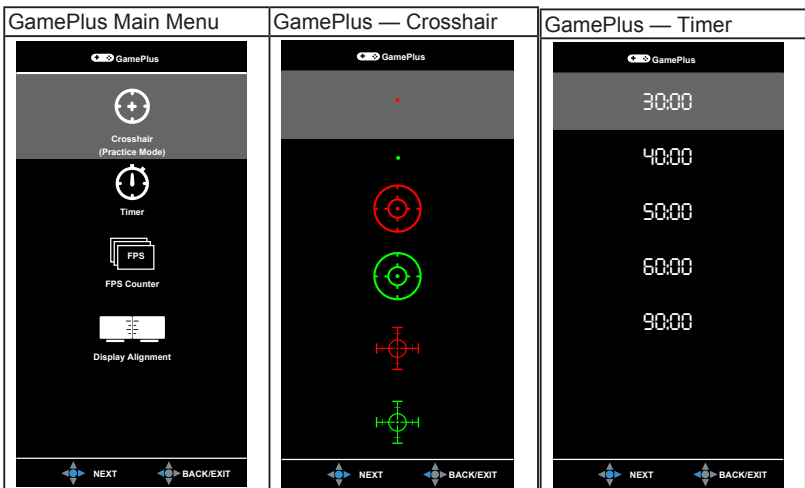 GamePlus Main Menu
GamePlus
Crosshair
(Practice Mode)
Timer
FPS
FPS Counter
Display Alignment
NEXT BACK/EXIT
GamePlus — Crosshair
GamePlus
NEXT BACK/EXIT
GamePlus — Timer
GamePlus
30:00
40:00
50:00
60:00
90:00
NEXT BACK/EXIT